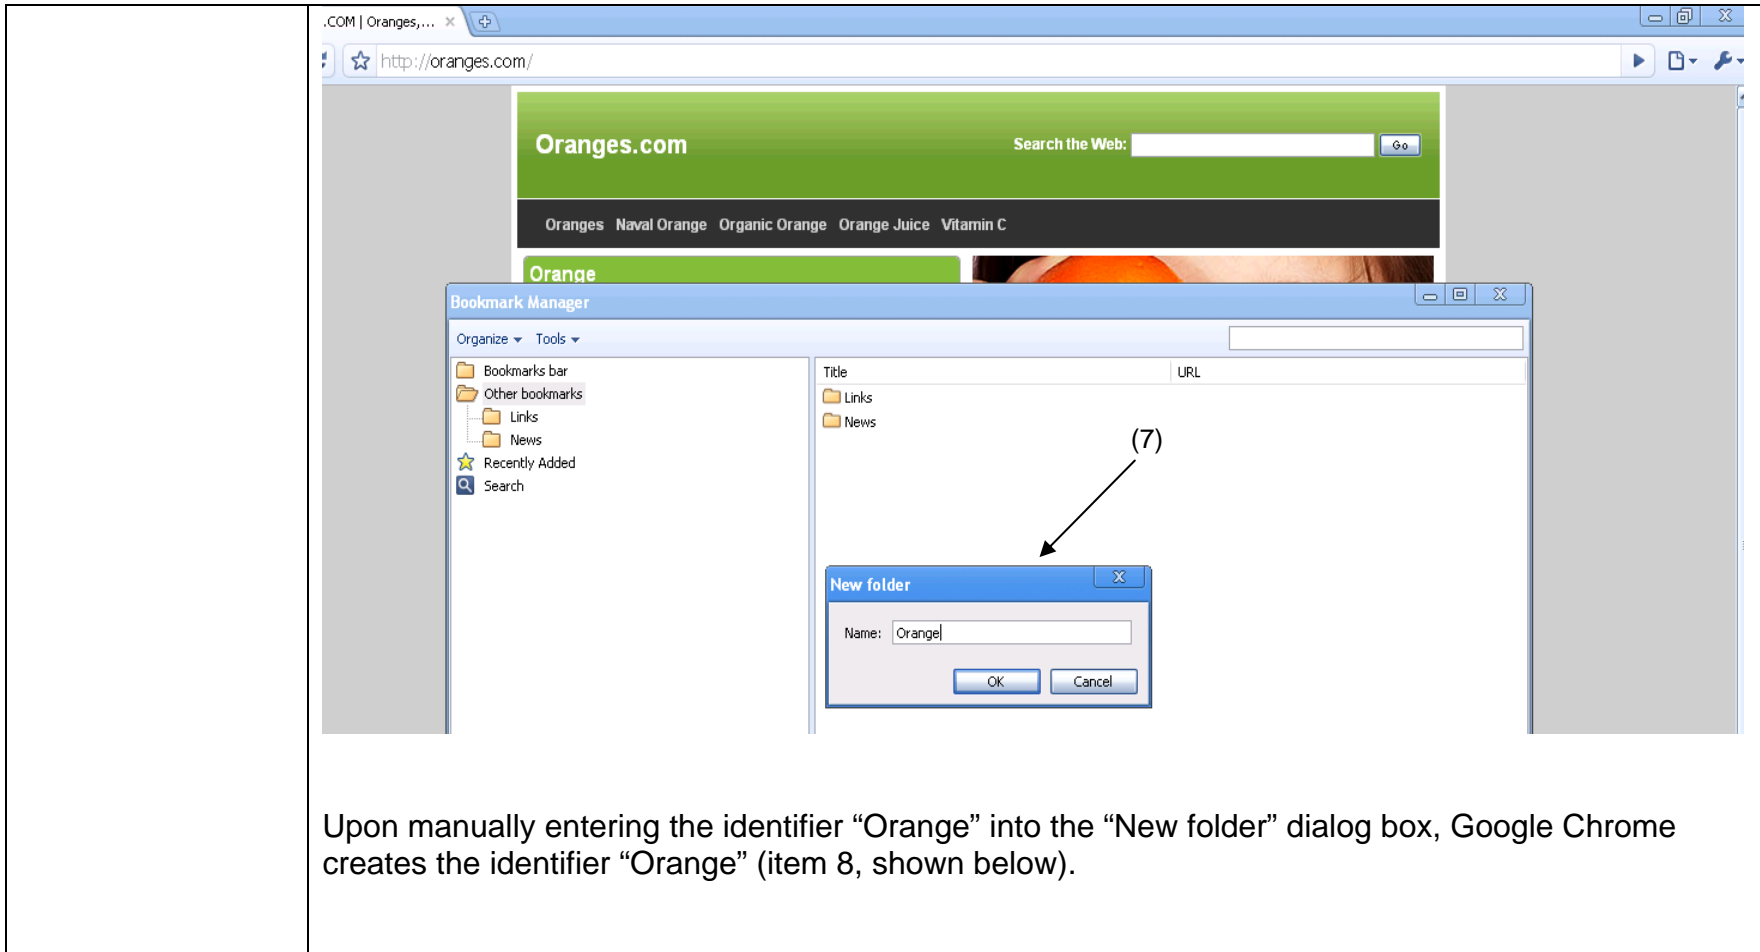 .COM | Oranges,...
http://oranges.com/
Oranges.com
Search the Web:
Go
Oranges Naval Orange Organic Orange Orange Juice Vitamin C
Orange
Bookmark Manager
Organize Tools
Bookmarks bar
Other bookmarks
Links
News
Recently Added
Search
Title URL
Links
News
(7)
New folder
Name: Orange
OK Cancel
Upon manually entering the identifier “Orange” into the “New folder” dialog box, Google Chrome
creates the identifier “Orange” (item 8, shown below).